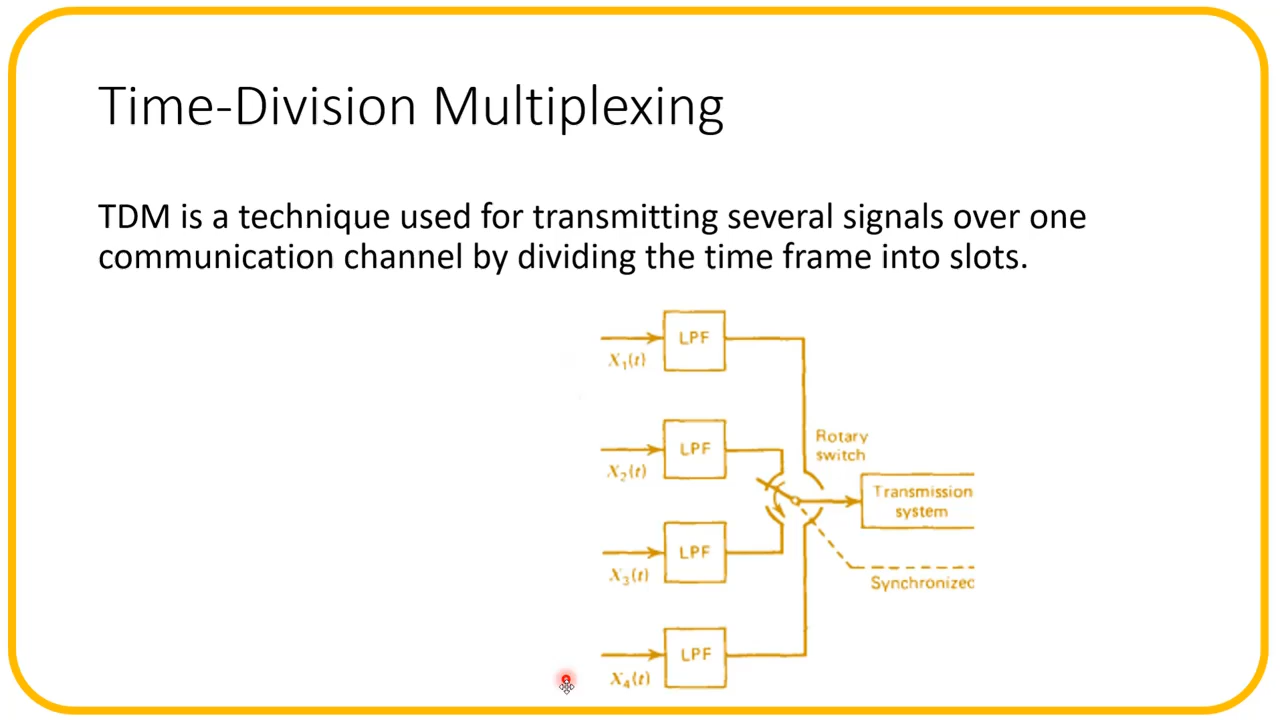 Time-Division Multiplexing
TDM is a technique used for transmitting several signals over one
communication channel by dividing the time frame into slots.
LPF
X₁(t)
Rotary
switch
LPF
X₂(t)
Transmission
system
LPF
X₃(t)
Synchronized
LPF
X₄(t)